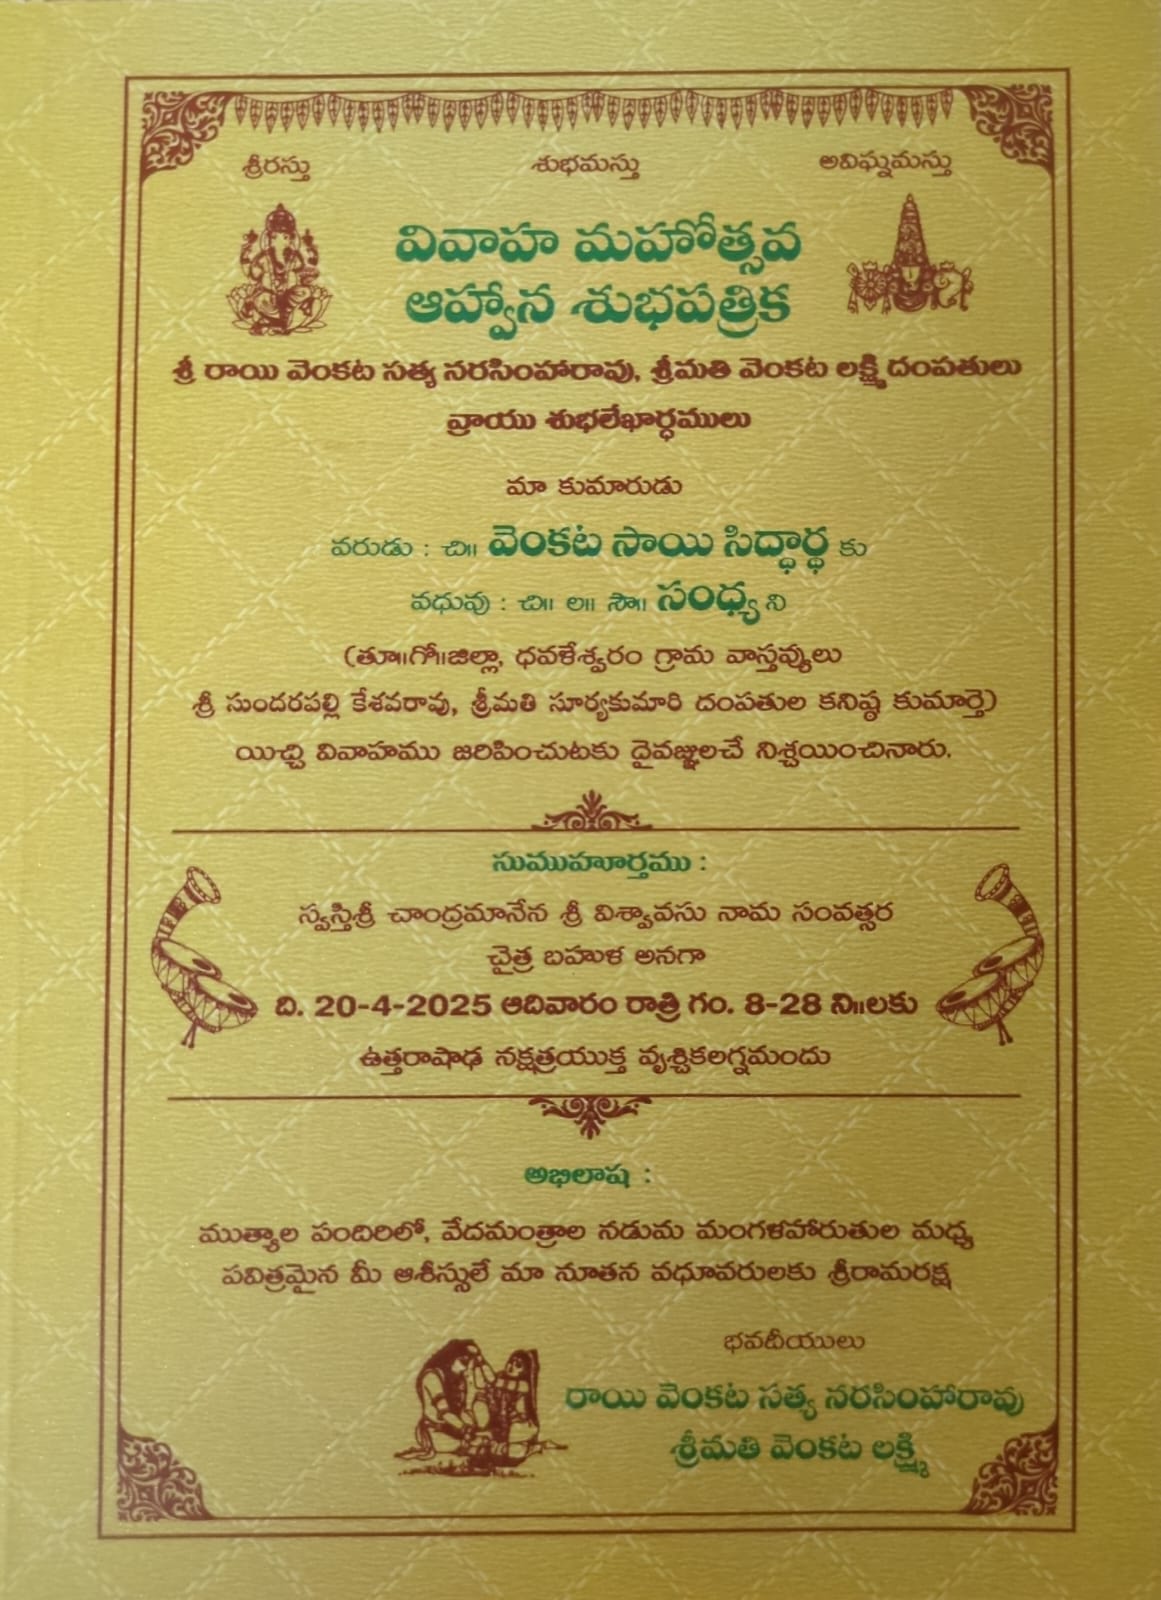 శ్రీరస్తు శుభమస్తు అవిఘ్నమస్తు
వివాహ మహోత్సవ
ఆహ్వాన శుభపత్రిక
శ్రీ రాయి వెంకట సత్య నరసింహారావు, శ్రీమతి వెంకట లక్ష్మి దంపతులు
వ్రాయు శుభలేఖార్థములు
మా కుమారుడు
వరుడు : చి॥ వెంకట సాయి సిద్ధార్థ కు
వధువు : చి॥ ల॥ సౌ॥ సంధ్య ని
(తూ॥గో॥జిల్లా, ధవళేశ్వరం గ్రామ వాస్తవ్యులు
శ్రీ సుందరపల్లి కేశవరావు, శ్రీమతి సూర్యకుమారి దంపతుల కనిష్ఠ కుమార్తె)
యిచ్చి వివాహము జరిపించుటకు దైవజ్ఞులచే నిశ్చయించినారు.
సుముహూర్తము :
స్వస్తిశ్రీ చాంద్రమానేన శ్రీ విశ్వావసు నామ సంవత్సర
చైత్ర బహుళ అనగా
ది. 20-4-2025 ఆదివారం రాత్రి గం. 8-28 ని॥లకు
ఉత్తరాషాఢ నక్షత్రయుక్త వృశ్చికలగ్నమందు
అభిలాష :
ముత్యాల పందిరిలో, వేదమంత్రాల నడుమ మంగళహారుతుల మధ్య
పవిత్రమైన మీ ఆశీస్సులే మా నూతన వధూవరులకు శ్రీరామరక్ష
భవదీయులు
రాయి వెంకట సత్య నరసింహారావు
శ్రీమతి వెంకట లక్ష్మి